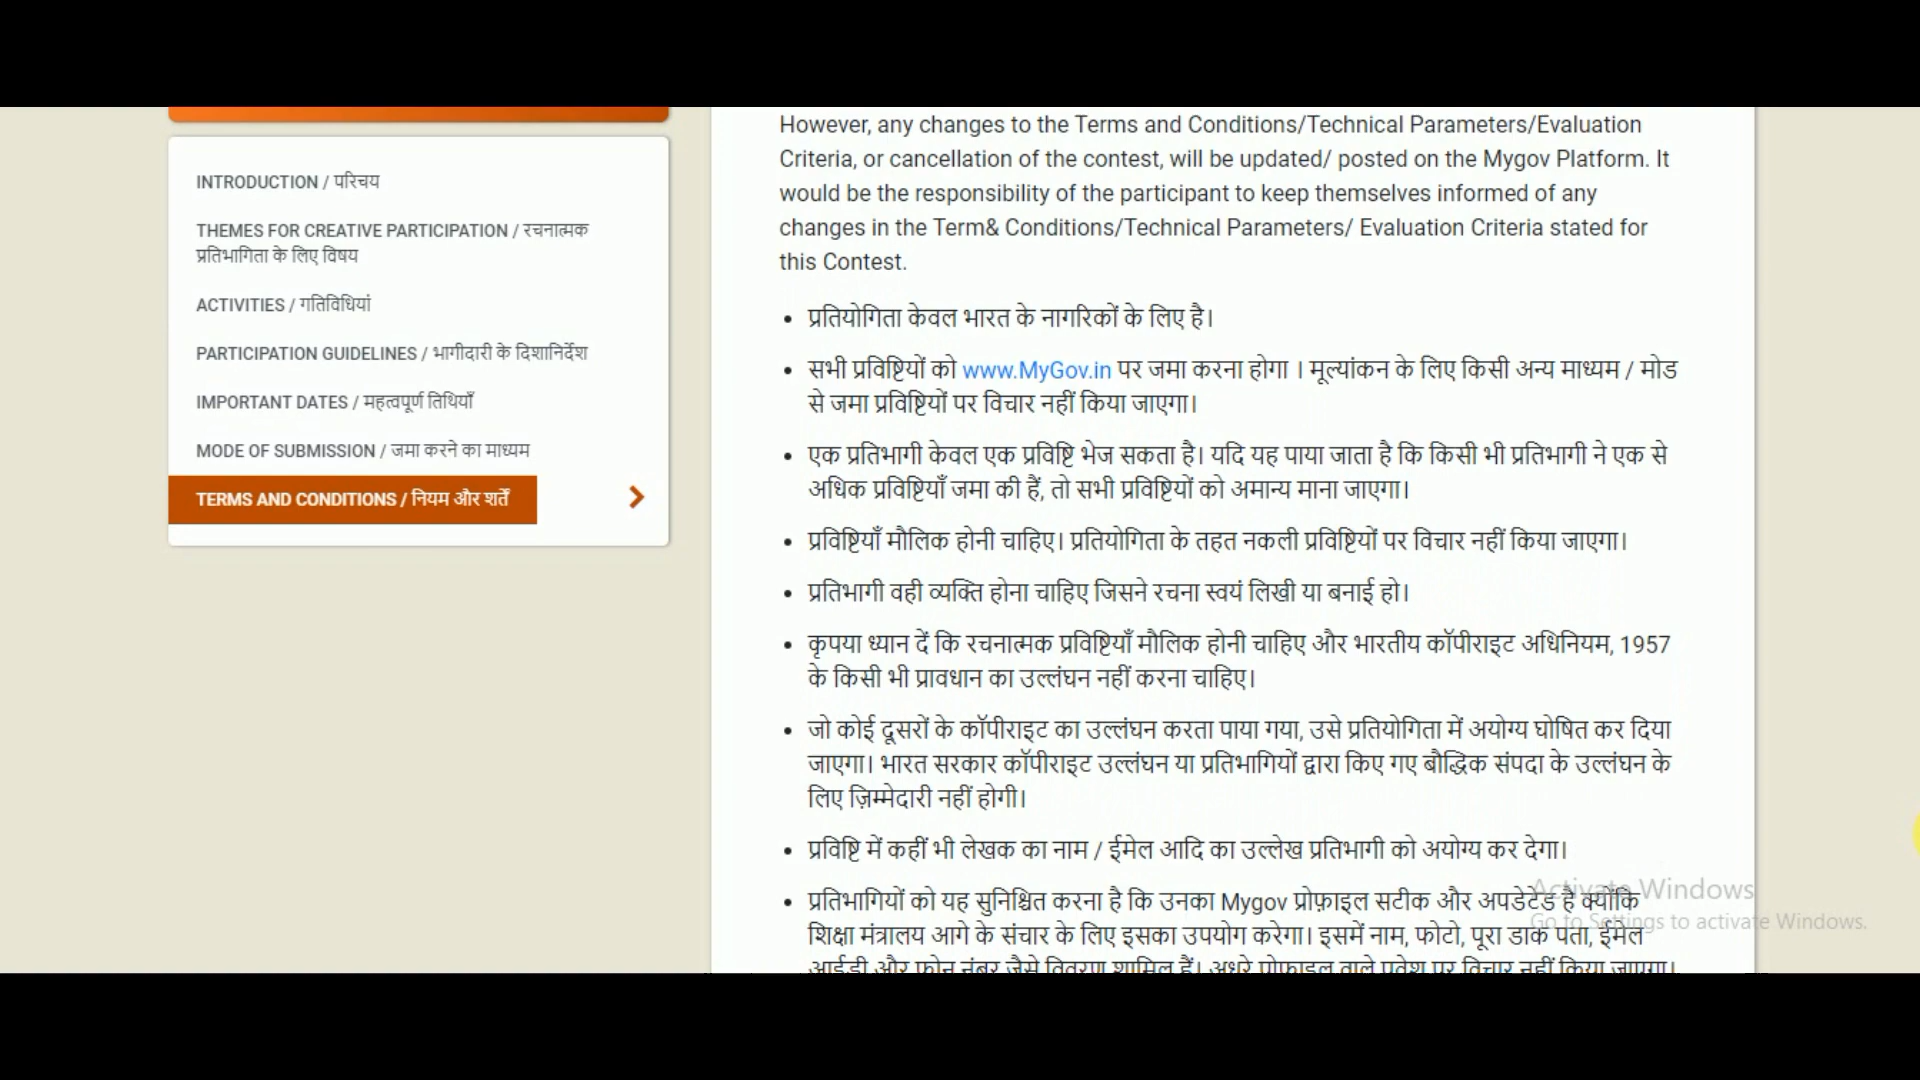 INTRODUCTION / परिचय
THEMES FOR CREATIVE PARTICIPATION / रचनात्मक
प्रतिभागिता के लिए विषय
ACTIVITIES / गतिविधियां
PARTICIPATION GUIDELINES / भागीदारी के दिशानिर्देश
IMPORTANT DATES / महत्वपूर्ण तिथियाँ
MODE OF SUBMISSION / जमा करने का माध्यम
TERMS AND CONDITIONS / नियम और शर्तें
However, any changes to the Terms and Conditions/Technical Parameters/Evaluation
Criteria, or cancellation of the contest, will be updated/ posted on the Mygov Platform. It
would be the responsibility of the participant to keep themselves informed of any
changes in the Term& Conditions/Technical Parameters/ Evaluation Criteria stated for
this Contest.
• प्रतियोगिता केवल भारत के नागरिकों के लिए है।
• सभी प्रविष्टियों को www.MyGov.in पर जमा करना होगा । मूल्यांकन के लिए किसी अन्य माध्यम / मोड
से जमा प्रविष्टियों पर विचार नहीं किया जाएगा।
• एक प्रतिभागी केवल एक प्रविष्टि भेज सकता है। यदि यह पाया जाता है कि किसी भी प्रतिभागी ने एक से
अधिक प्रविष्टियाँ जमा की हैं, तो सभी प्रविष्टियों को अमान्य माना जाएगा।
• प्रविष्टियाँ मौलिक होनी चाहिए। प्रतियोगिता के तहत नकली प्रविष्टियों पर विचार नहीं किया जाएगा।
• प्रतिभागी वही व्यक्ति होना चाहिए जिसने रचना स्वयं लिखी या बनाई हो।
• कृपया ध्यान दें कि रचनात्मक प्रविष्टियाँ मौलिक होनी चाहिए और भारतीय कॉपीराइट अधिनियम, 1957
के किसी भी प्रावधान का उल्लंघन नहीं करना चाहिए।
• जो कोई दूसरों के कॉपीराइट का उल्लंघन करता पाया गया, उसे प्रतियोगिता में अयोग्य घोषित कर दिया
जाएगा। भारत सरकार कॉपीराइट उल्लंघन या प्रतिभागियों द्वारा किए गए बौद्धिक संपदा के उल्लंघन के
लिए ज़िम्मेदारी नहीं होगी।
• प्रविष्टि में कहीं भी लेखक का नाम / ईमेल आदि का उल्लेख प्रतिभागी को अयोग्य कर देगा।
• प्रतिभागियों को यह सुनिश्चित करना है कि उनका Mygov प्रोफ़ाइल सटीक और अपडेटेड है क्योंकि
शिक्षा मंत्रालय आगे के संचार के लिए इसका उपयोग करेगा। इसमें नाम, फोटो, पूरा डाक पता, ईमेल
आईडी और फोन नंबर जैसे विवरण शामिल हैं। अधूरे प्रोफ़ाइल वाले प्रवेश पर विचार नहीं किया जाएगा।
Activate Windows
Go to Settings to activate Windows.